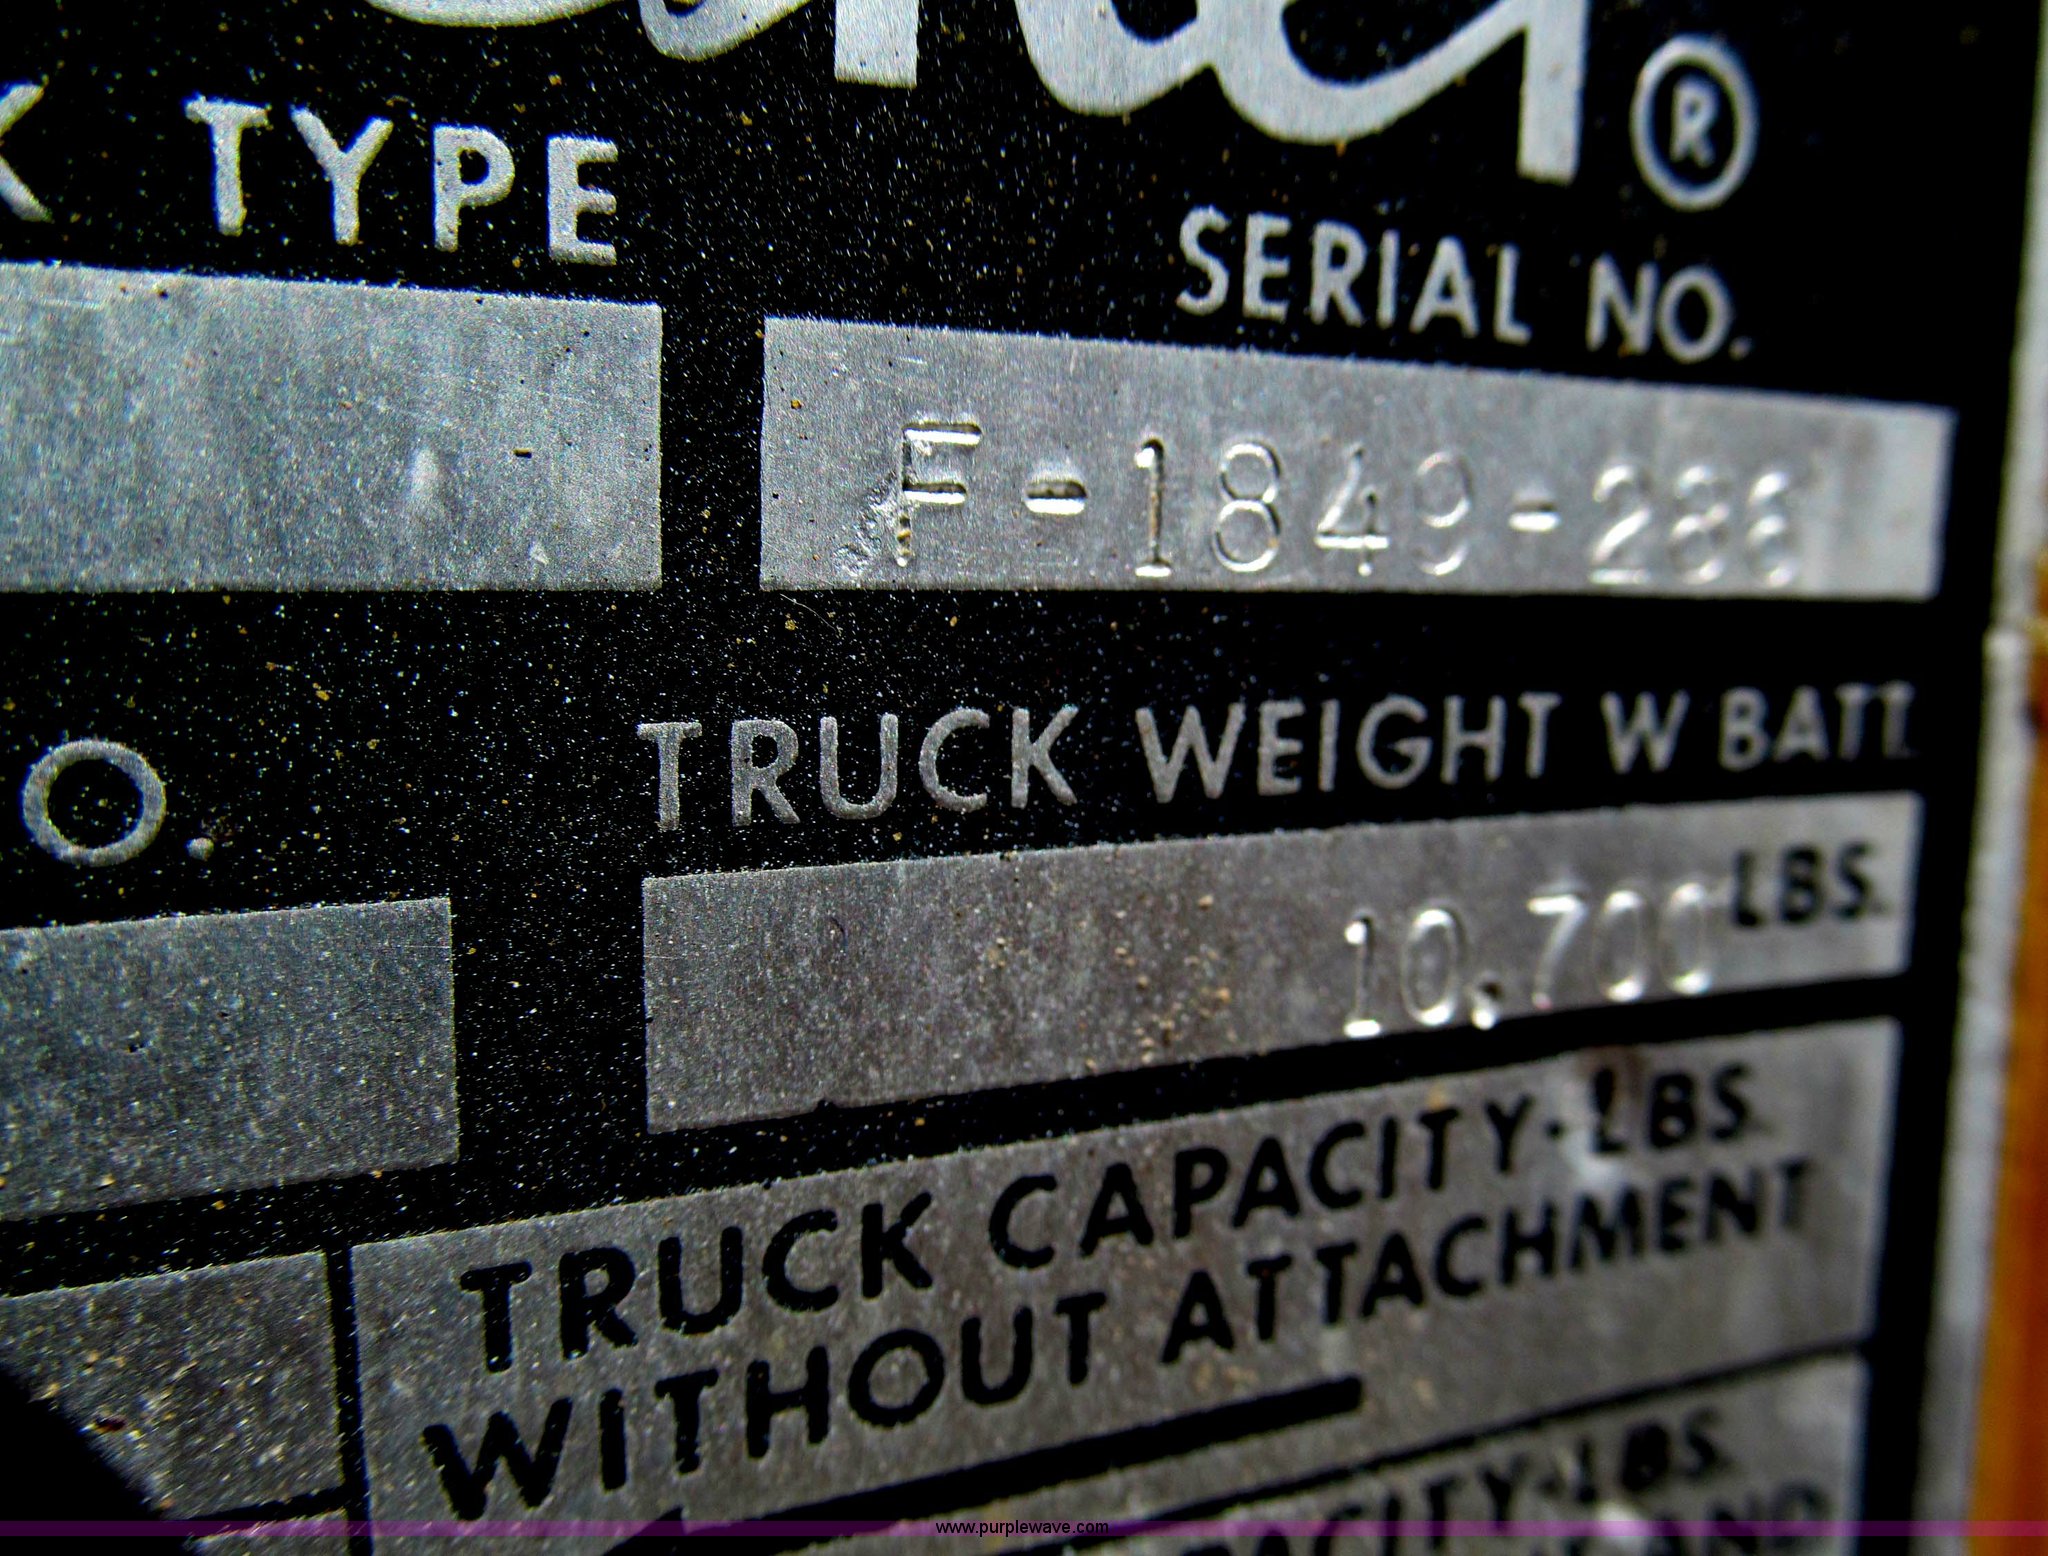 ®
K TYPE
SERIAL NO.
F-1849-286
O.
TRUCK WEIGHT W BATT.
10,700 LBS.
TRUCK CAPACITY-LBS.
WITHOUT ATTACHMENT
LBS.
www.purplewave.com